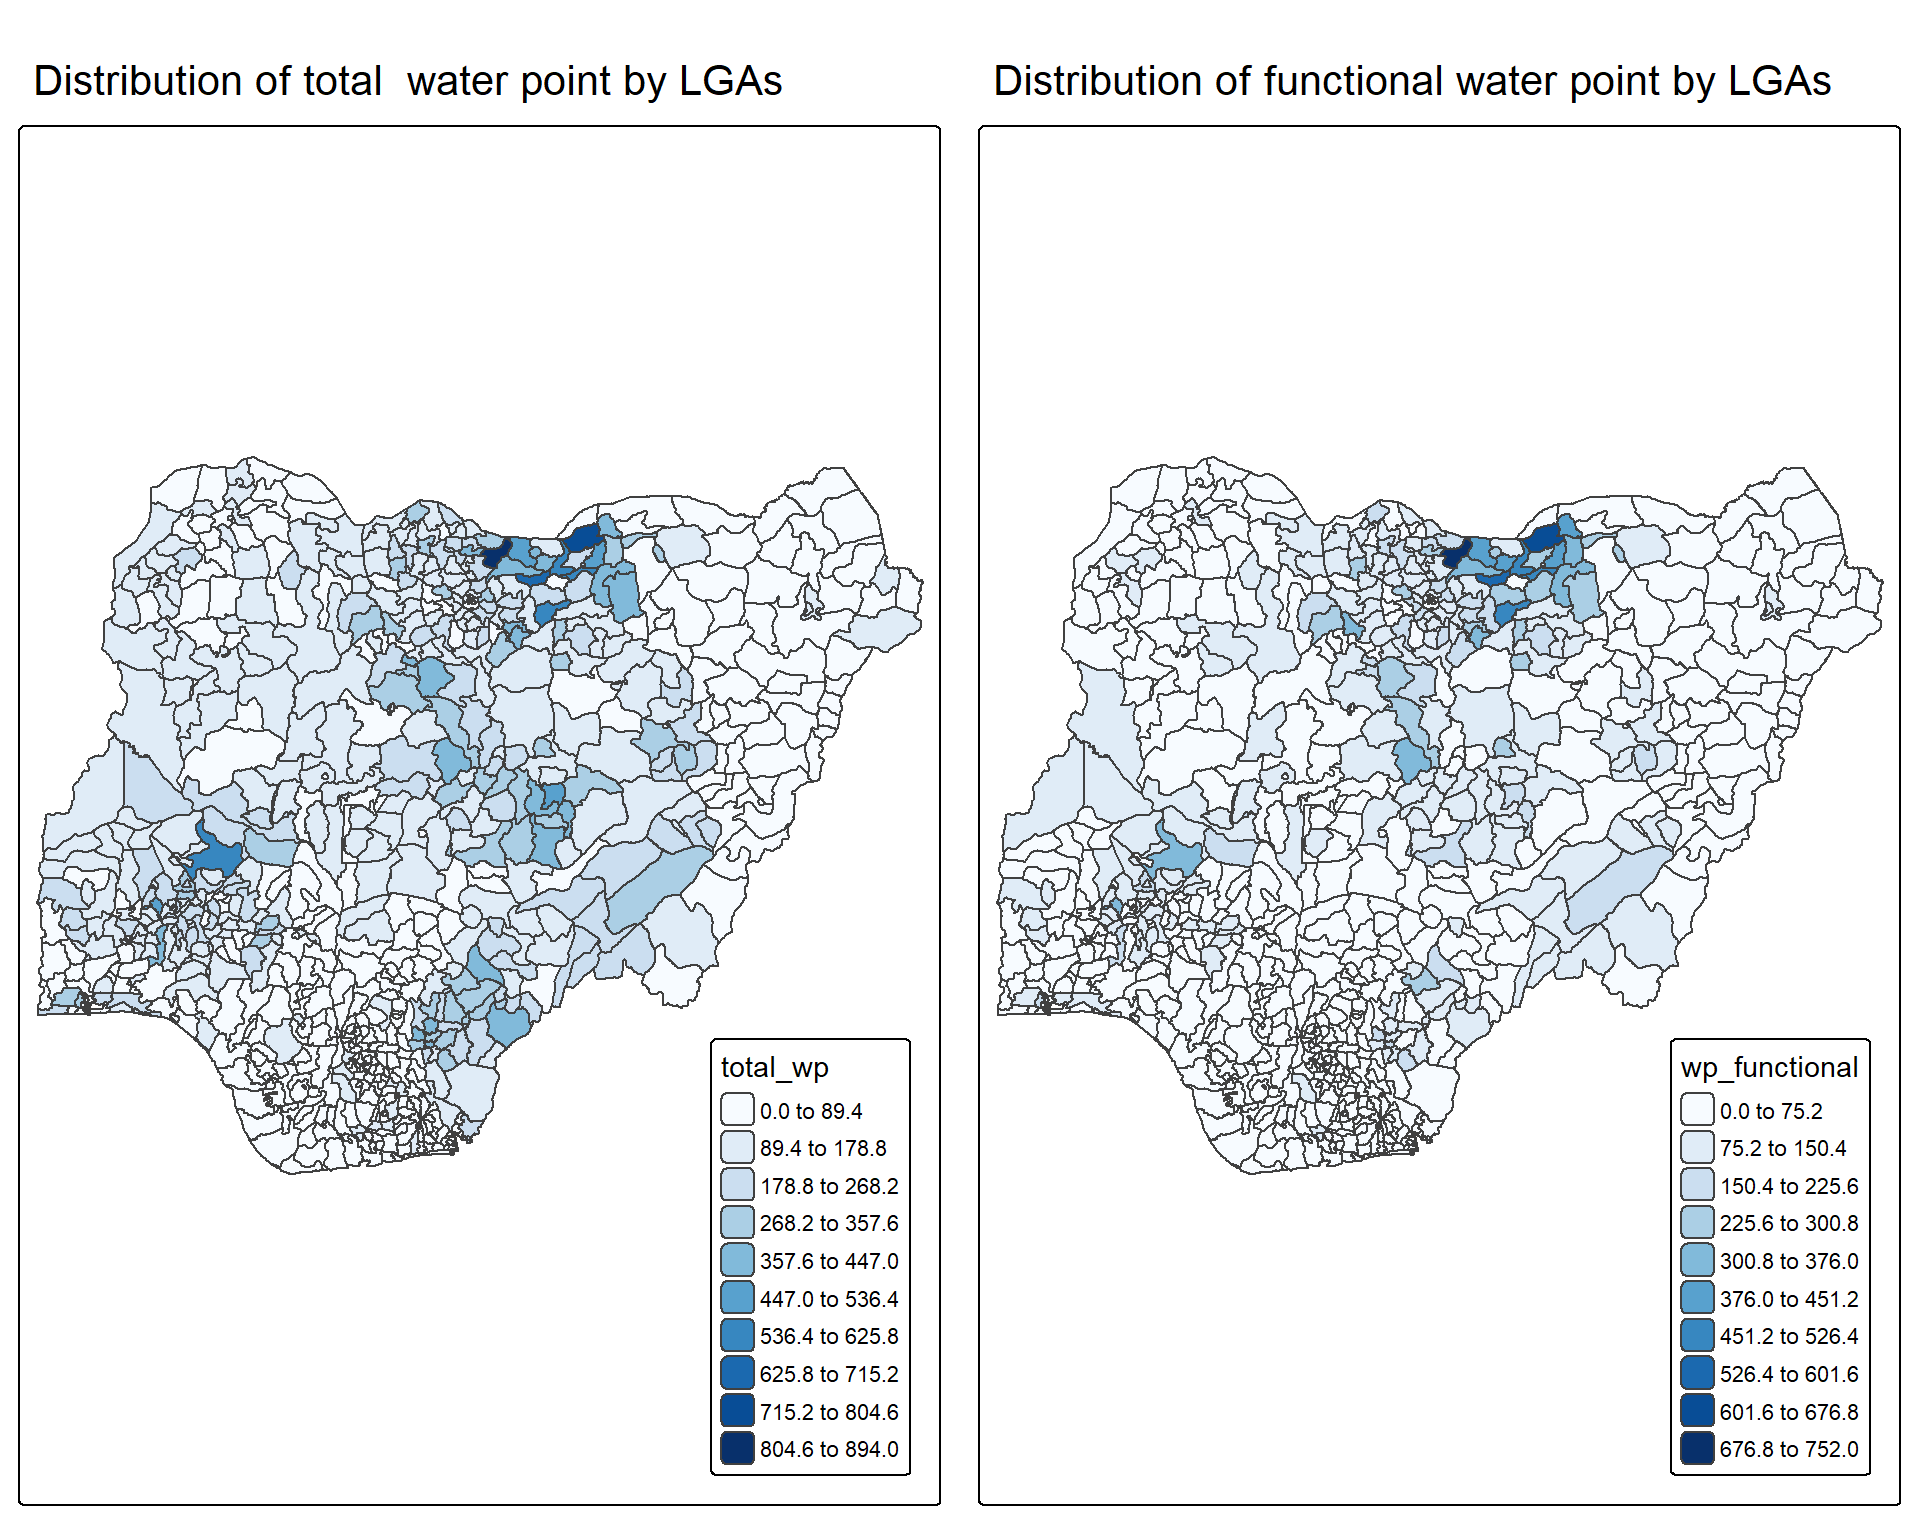 Distribution of total  water point by LGAs
total_wp
0.0 to 89.4
89.4 to 178.8
178.8 to 268.2
268.2 to 357.6
357.6 to 447.0
447.0 to 536.4
536.4 to 625.8
625.8 to 715.2
715.2 to 804.6
804.6 to 894.0
Distribution of functional water point by LGAs
wp_functional
0.0 to 75.2
75.2 to 150.4
150.4 to 225.6
225.6 to 300.8
300.8 to 376.0
376.0 to 451.2
451.2 to 526.4
526.4 to 601.6
601.6 to 676.8
676.8 to 752.0